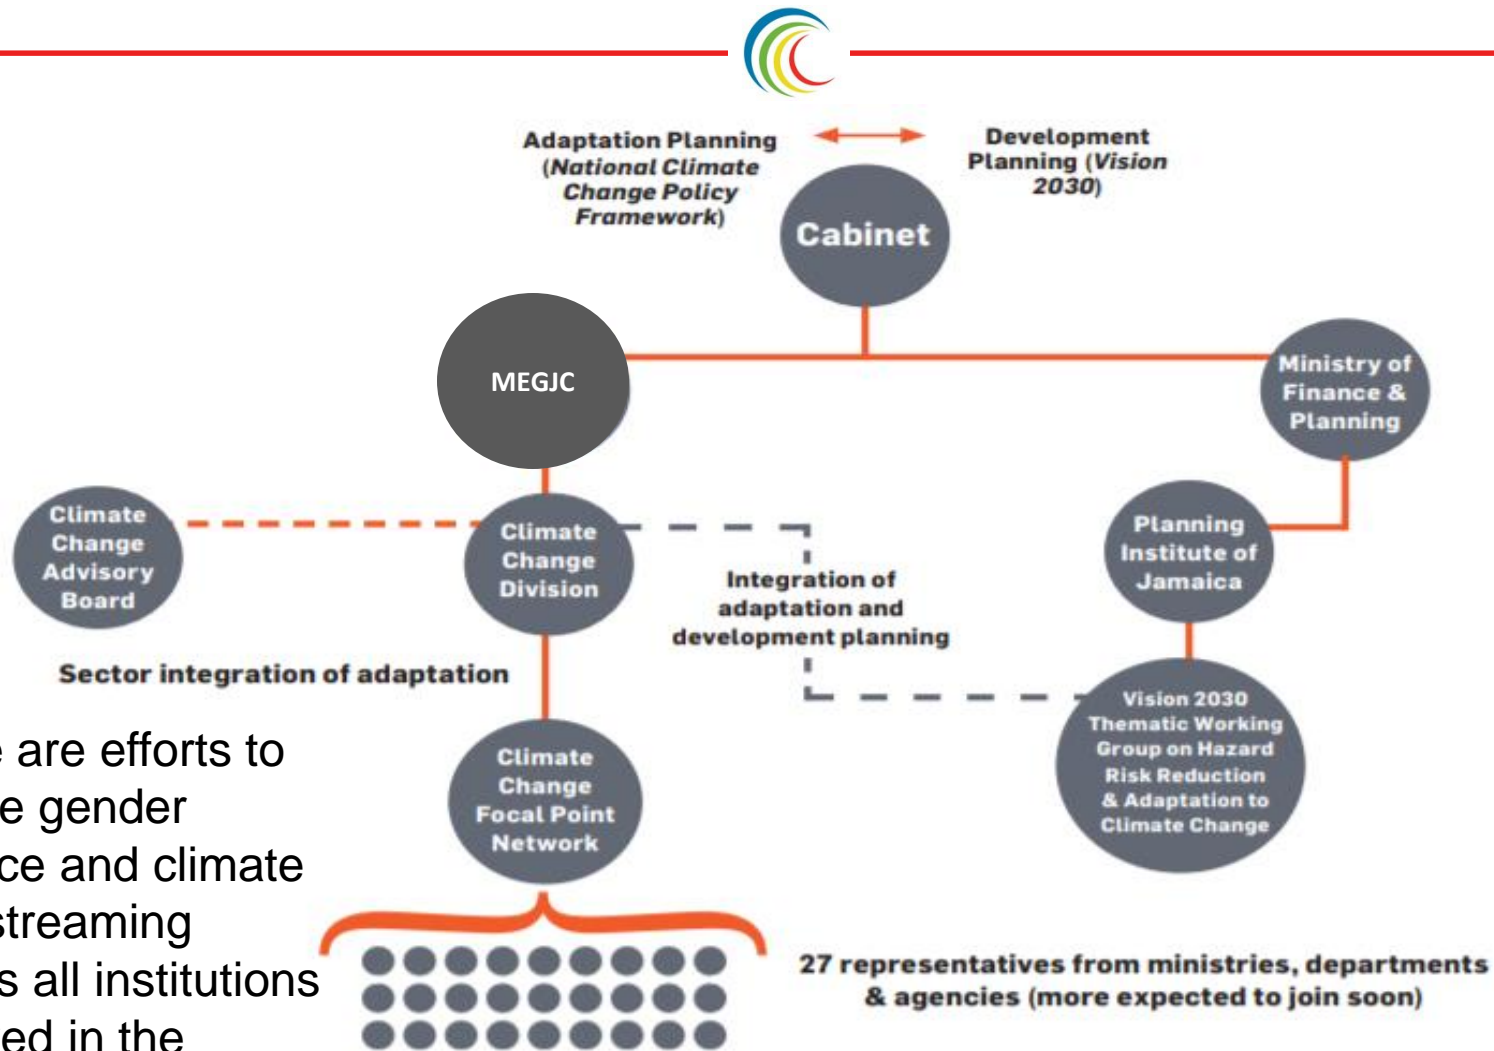 Adaptation Planning
(National Climate
Change Policy
Framework)
Development
Planning (Vision
2030)
Cabinet
MEGJC
Ministry of
Finance &
Planning
Climate
Change
Advisory
Board
Climate
Change
Division
Integration of
adaptation and
development planning
Planning
Institute of
Jamaica
Sector integration of adaptation
Vision 2030
Thematic Working
Group on Hazard
Risk Reduction
& Adaptation to
Climate Change
Climate
Change
Focal Point
Network
are efforts to
gender
and climate
all institutions
in the
27 representatives from ministries, departments
& agencies (more expected to join soon)